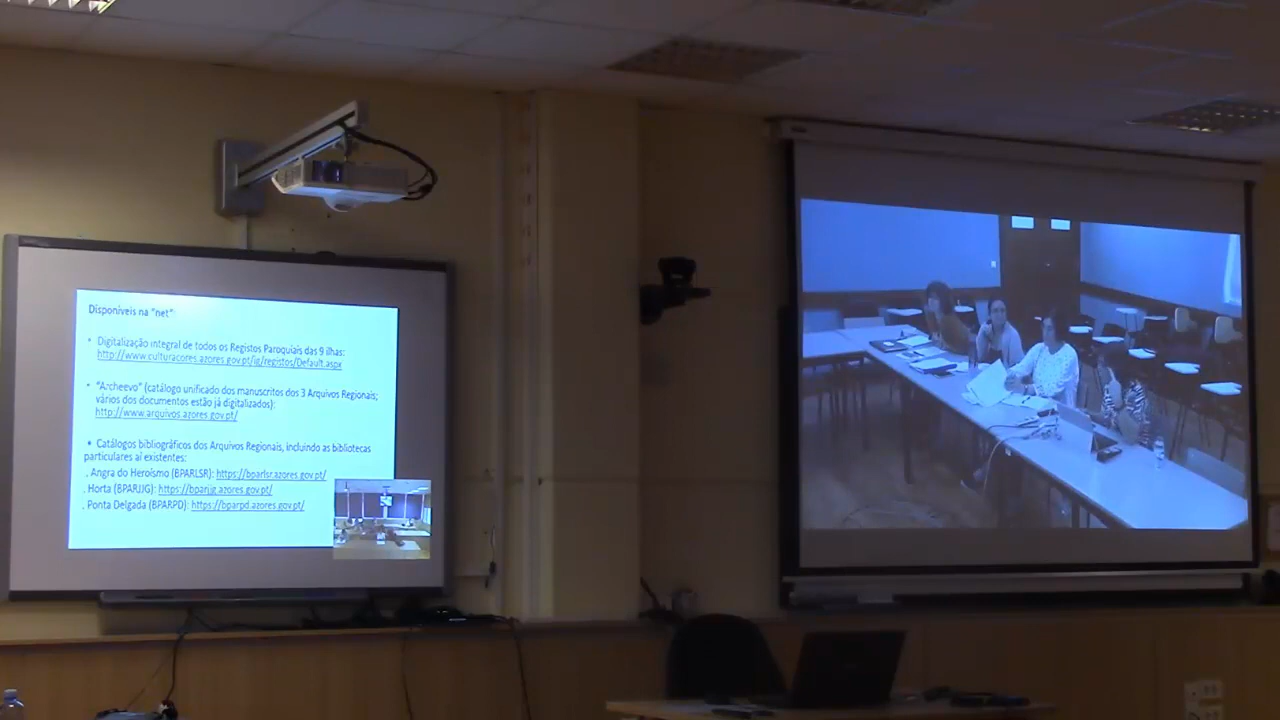 Disponíveis na "net":
• Digitalização integral de todos os Registos Paroquiais das 9 ilhas:
http://www.culturacores.azores.gov.pt/ig/registos/Default.aspx
• "Archeevo" (catálogo unificado dos manuscritos dos 3 Arquivos Regionais;
vários dos documentos estão já digitalizados):
http://www.arquivos.azores.gov.pt/
• Catálogos bibliográficos dos Arquivos Regionais, incluindo as bibliotecas
particulares aí existentes:
. Angra do Heroísmo (BPARLSR): https://bparlsr.azores.gov.pt/
. Horta (BPARJJG): https://bparjjg.azores.gov.pt/
. Ponta Delgada (BPARPD): https://bparpd.azores.gov.pt/